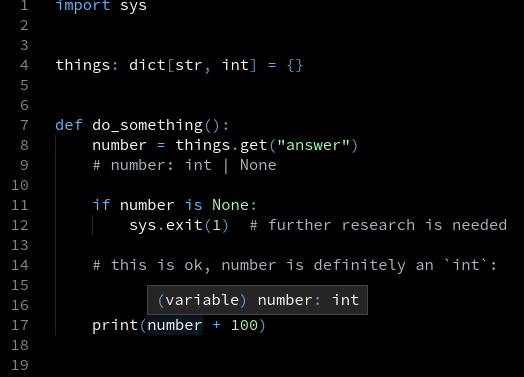 1 import sys
2
3
4 things: dict[str, int] = {}
5
6
7 def do_something():
8     number = things.get("answer")
9     # number: int | None
10
11     if number is None:
12         sys.exit(1)  # further research is needed
13
14     # this is ok, number is definitely an `int`:
15
(variable) number: int
16
17     print(number + 100)
18
19